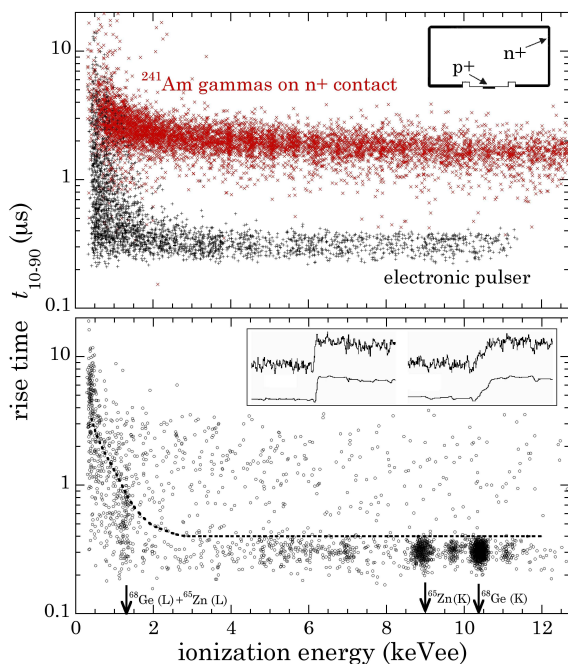 10
1
0.1
²⁴¹Am gammas on n+ contact
n+
p+
electronic pulser
rise time t₁₀₋₉₀ (µs)
10
1
0.1
⁶⁸Ge (L) + ⁶⁵Zn (L)
⁶⁵Zn(K)
⁶⁸Ge (K)
0 2 4 6 8 10 12
ionization energy (keVee)